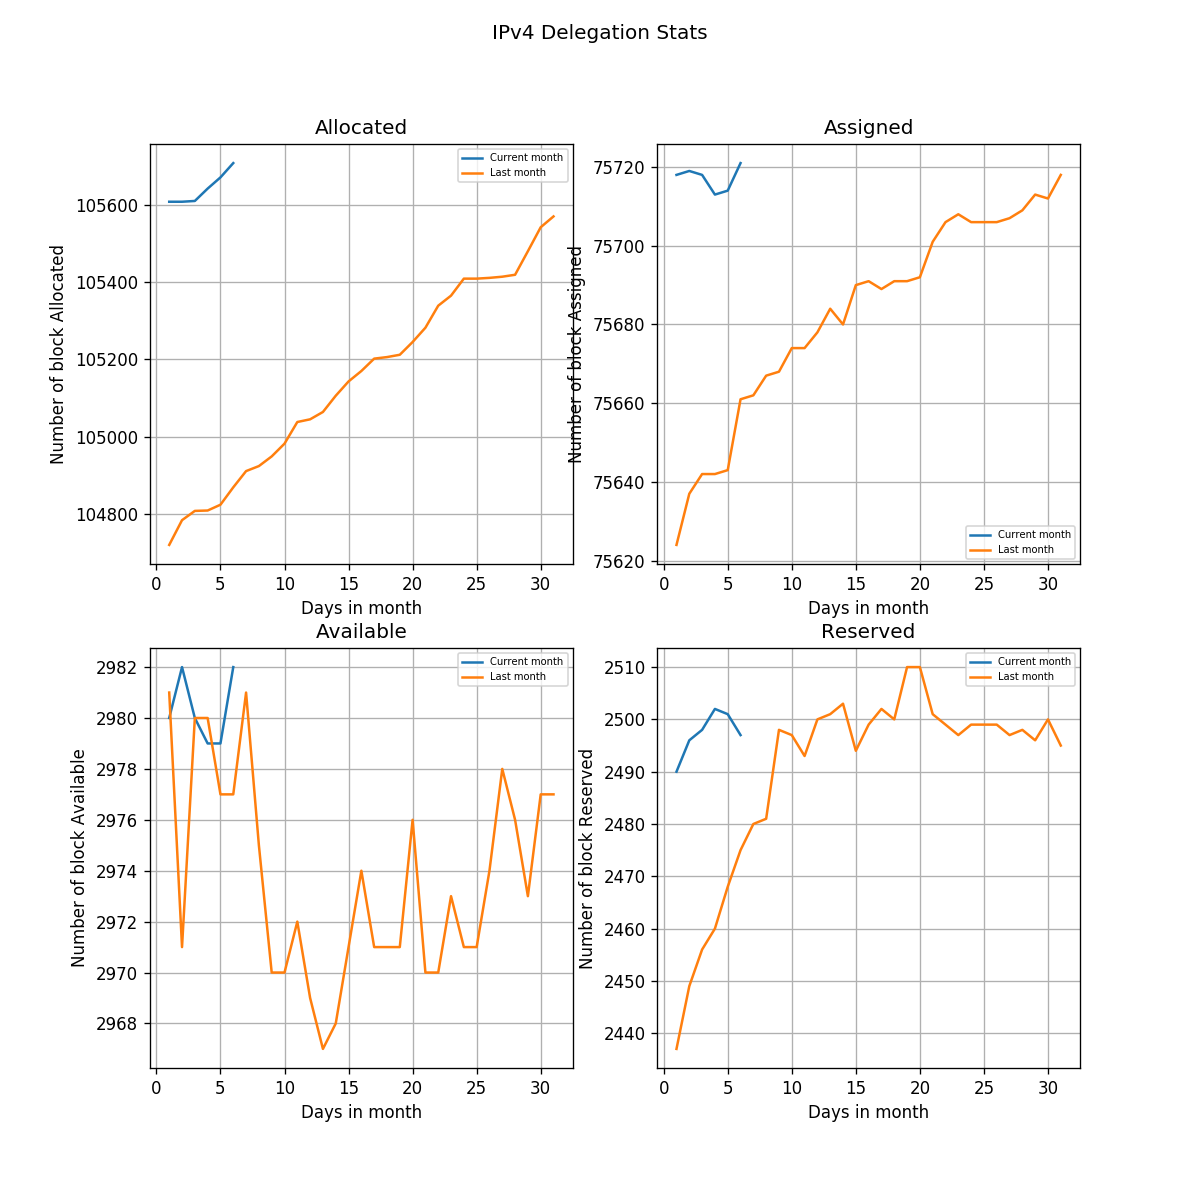 IPv4 Delegation Stats
Allocated
Number of block Allocated
105600
105400
105200
105000
104800
0 5 10 15 20 25 30
Days in month
Current month
Last month
Assigned
Number of block Assigned
75720
75700
75680
75660
75640
75620
0 5 10 15 20 25 30
Days in month
Current month
Last month
Available
Number of block Available
2982
2980
2978
2976
2974
2972
2970
2968
0 5 10 15 20 25 30
Days in month
Current month
Last month
Reserved
Number of block Reserved
2510
2500
2490
2480
2470
2460
2450
2440
0 5 10 15 20 25 30
Days in month
Current month
Last month